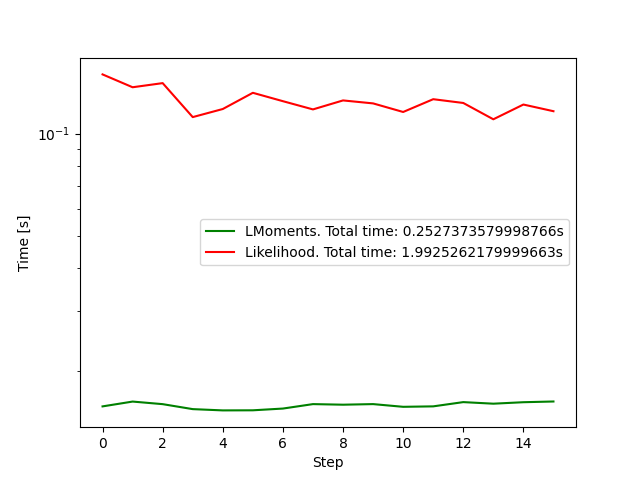 10⁻¹
Time [s]
LMoments. Total time: 0.2527373579998766s
Likelihood. Total time: 1.9925262179999663s
0 2 4 6 8 10 12 14
Step